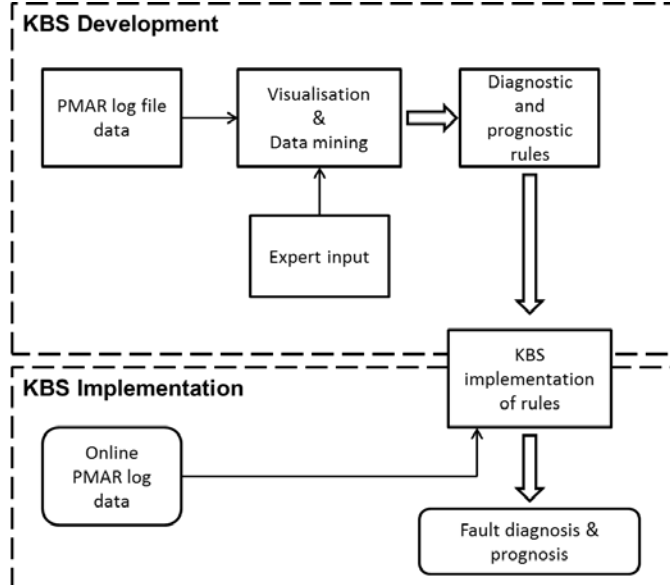 KBS Development
PMAR log file
data
Visualisation
&
Data mining
Diagnostic
and
prognostic
rules
Expert input
KBS
implementation
of rules
KBS Implementation
Online
PMAR log
data
Fault diagnosis &
prognosis